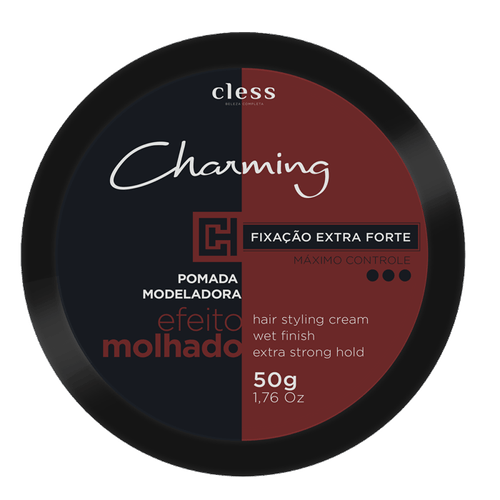 cless
BELEZA COMPLETA
Charming
CH
FIXAÇÃO EXTRA FORTE
MÁXIMO CONTROLE
POMADA
MODELADORA
efeito
molhado
hair styling cream
wet finish
extra strong hold
50g
1,76 Oz